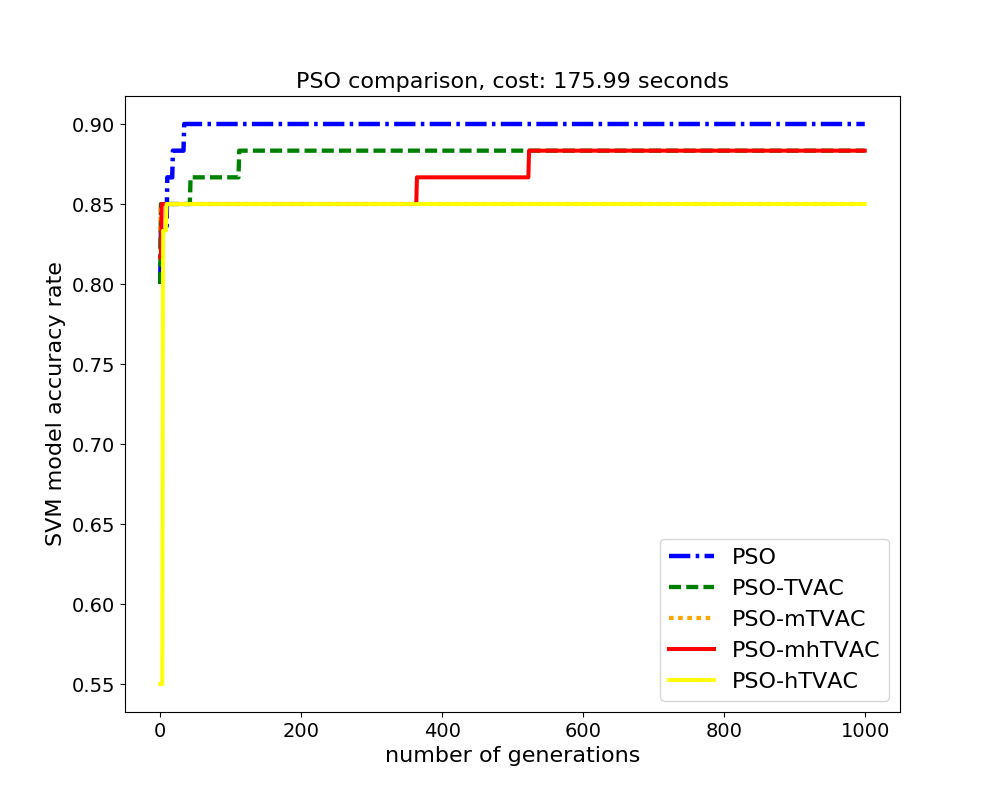 PSO comparison, cost: 175.99 seconds
SVM model accuracy rate
0.90
0.85
0.80
0.75
0.70
0.65
0.60
0.55
0 200 400 600 800 1000
number of generations
PSO
PSO-TVAC
PSO-mTVAC
PSO-mhTVAC
PSO-hTVAC